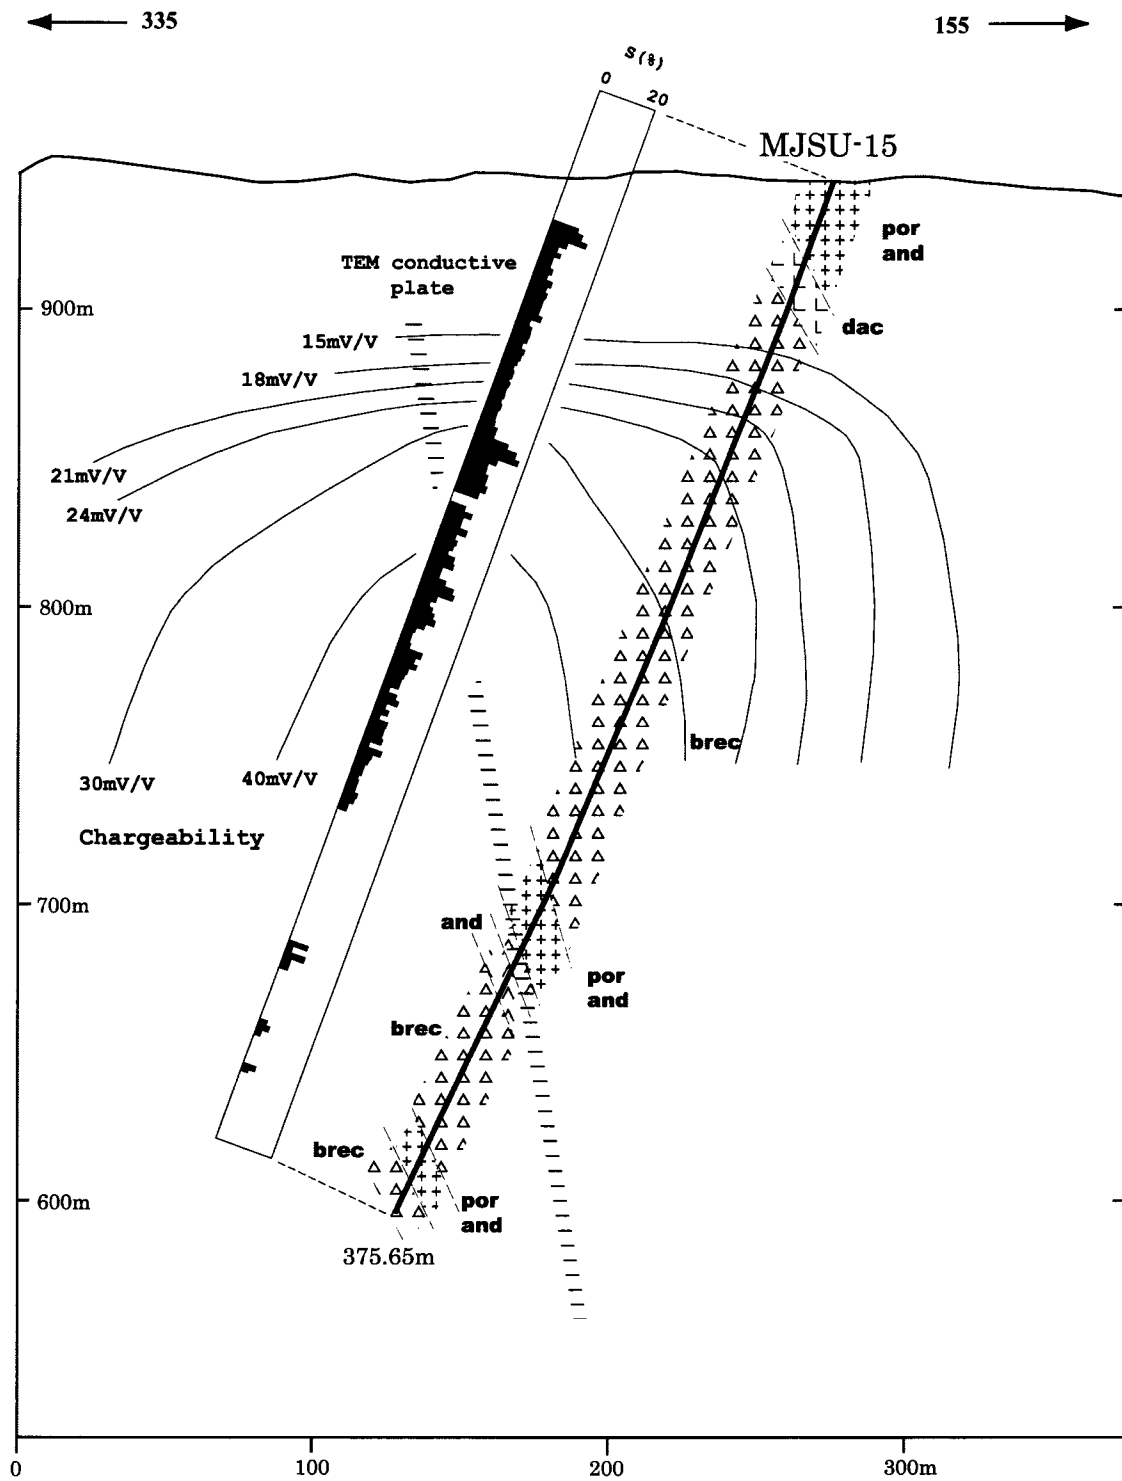 335
155
S(%)
0
20
MJSU-15
por
and
TEM conductive
plate
900m
dac
15mV/V
18mV/V
21mV/V
24mV/V
800m
brec
30mV/V
40mV/V
Chargeability
700m
and
por
and
brec
brec
600m
por
and
375.65m
0
100
200
300m